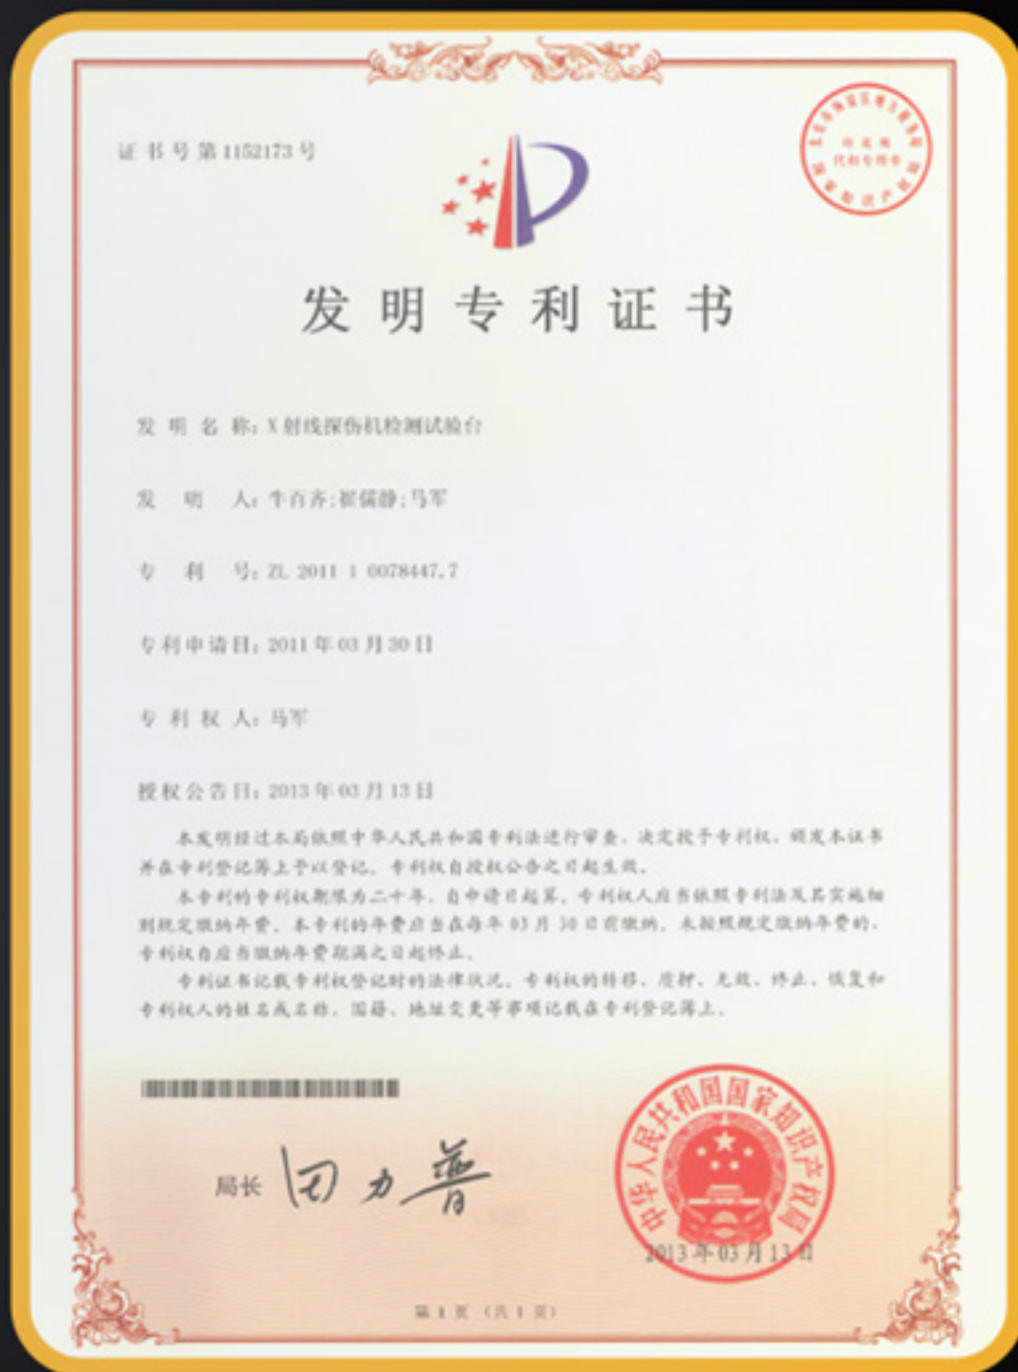 证书号第1152173号
发明专利证书
发明名称:X射线探伤机检测试验台
发明人:牛百齐;崔儒静;马军
专利号:ZL 2011 1 0078447.7
专利申请日:2011年03月30日
专利权人:马军
授权公告日:2013年03月13日
本发明经过本局依照中华人民共和国专利法进行审查,决定授予专利权,颁发本证书
并在专利登记簿上予以登记。专利权自授权公告之日起生效。
本专利的专利权期限为二十年,自申请日起算。专利权人应当依照专利法及其实施细
则规定缴纳年费。本专利的年费应当在每年03月30日前缴纳。未按照规定缴纳年费的,
专利权自应当缴纳年费期满之日起终止。
专利证书记载专利权登记时的法律状况。专利权的转移、质押、无效、终止、恢复和
专利权人的姓名或名称、国籍、地址变更等事项记载在专利登记簿上。
局长 田力普
中华人民共和国国家知识产权局
2013年03月13日
第1页(共1页)